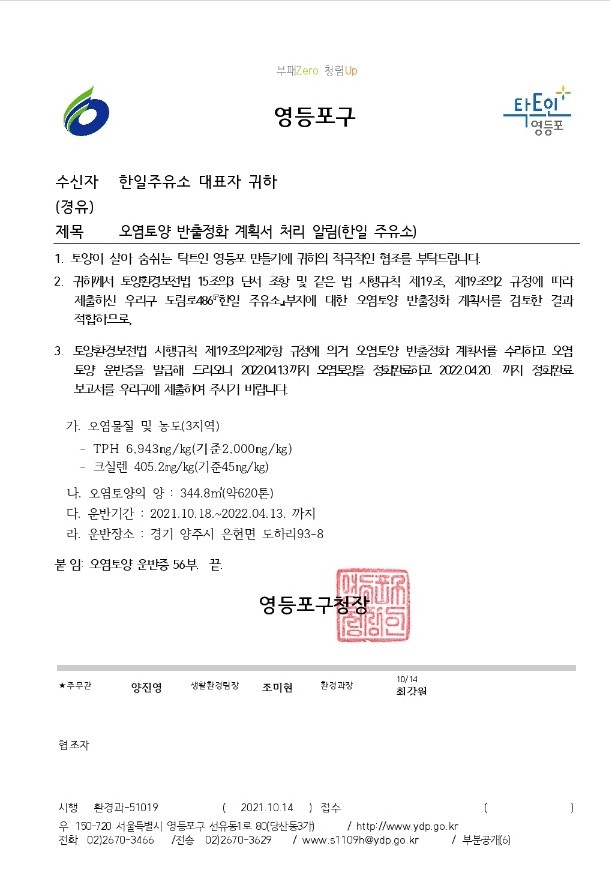 부패Zero 청렴Up
영등포구
탁트인
영등포
수신자 한일주유소 대표자 귀하
(경유)
제목 오염토양 반출정화 계획서 처리 알림(한일 주유소)
1. 토양이 살아 숨쉬는 탁트인 영등포 만들기에 귀하의 적극적인 협조를 부탁드립니다.
2. 귀하께서 토양환경보전법 15조의3 단서 조항 및 같은 법 시행규칙 제19조, 제19조의2 규정에 따라
제출하신 우리구 도림로486『한일 주유소』부지에 대한 오염토양 반출정화 계획서를 검토한 결과
적합하므로,
3. 토양환경보전법 시행규칙 제19조의2제2항 규정에 의거 오염토양 반출정화 계획서를 수리하고 오염
토양 운반증을 발급해 드리오니 2022.04.13까지 오염토양을 정화완료하고 2022.04.20. 까지 정화완료
보고서를 우리구에 제출하여 주시기 바랍니다.
가. 오염물질 및 농도(3지역)
- TPH 6,943mg/kg(기준2,000mg/kg)
- 크실렌 405.2mg/kg(기준45mg/kg)
나. 오염토양의 양 : 344.8㎥(약620톤)
다. 운반기간 : 2021.10.18.~2022.04.13. 까지
라. 운반장소 : 경기 양주시 은현면 도하리93-8
붙 임: 오염토양 운반증 56부. 끝.
영등포구청장
★주무관 양진영 생활환경팀장 조미현 환경과장 10/14 최갓원
협조자
시행 환경과-51019 ( 2021.10.14 ) 접수 ( )
우 150-720 서울특별시 영등포구 선유동1로 80(당산동3가) / http://www.ydp.go.kr
전화 02)2670-3466 /전송 02)2670-3629 / www.s1109h@ydp.go.kr / 부분공개(6)